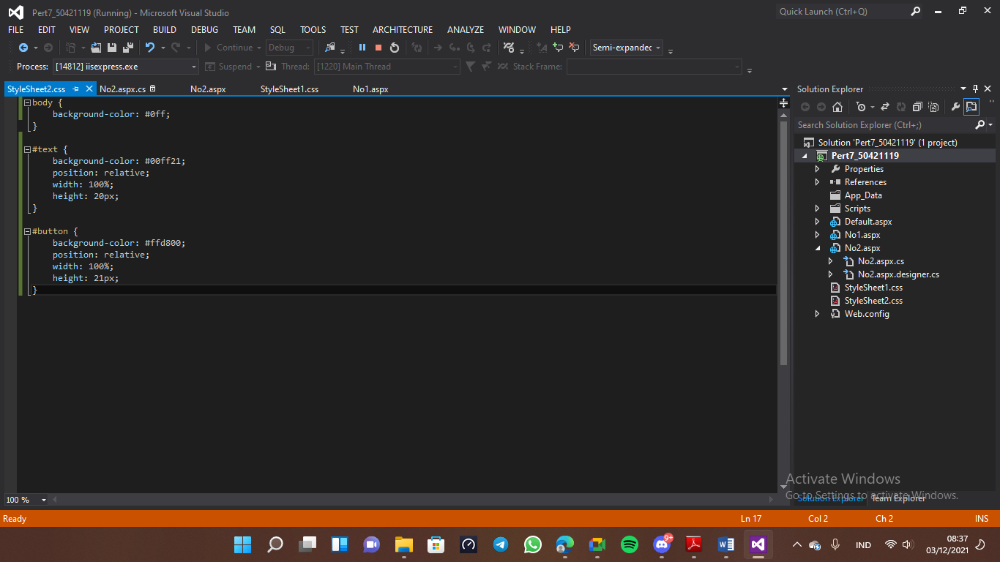 Pert7_50421119 (Running) - Microsoft Visual Studio
Quick Launch (Ctrl+Q)
FILE EDIT VIEW PROJECT BUILD DEBUG TEAM SQL TOOLS TEST ARCHITECTURE ANALYZE WINDOW HELP
Continue Debug Semi-expanded
Process: [14812] iisexpress.exe Suspend Thread: [1220] Main Thread Stack Frame:
StyleSheet2.css No2.aspx.cs No2.aspx StyleSheet1.css No1.aspx
body {
background-color: #0ff;
}
#text {
background-color: #00ff21;
position: relative;
width: 100%;
height: 20px;
}
#button {
background-color: #ffd800;
position: relative;
width: 100%;
height: 21px;
}
100 %
Solution Explorer
Search Solution Explorer (Ctrl+;)
Solution 'Pert7_50421119' (1 project)
Pert7_50421119
Properties
References
App_Data
Scripts
Default.aspx
No1.aspx
No2.aspx
No2.aspx.cs
No2.aspx.designer.cs
StyleSheet1.css
StyleSheet2.css
Web.config
Activate Windows
Go to Settings to activate Windows.
Solution Explorer Team Explorer
Ready Ln 17 Col 2 Ch 2 INS
9+
IND
08:37
03/12/2021